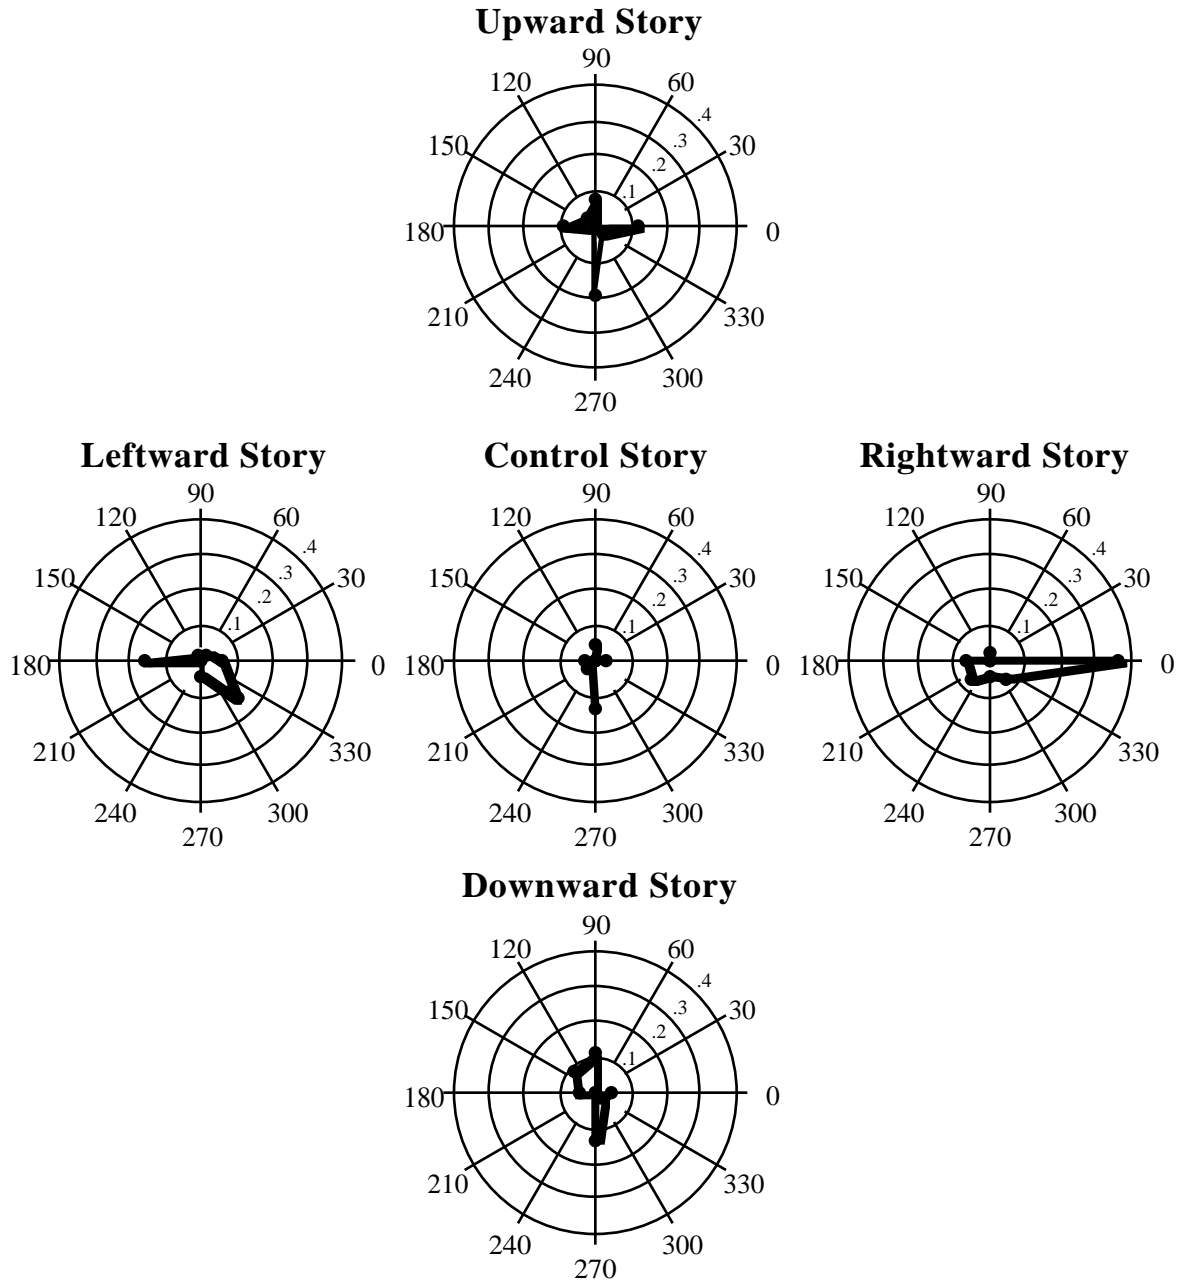 Upward Story
90
120 60
.4
150 .3 30
.2
.1
180 0
210 330
240 300
270
Leftward Story Control Story Rightward Story
90 90 90
120 60 120 60 120 60
.4 .4 .4
150 .3 30 150 .3 30 150 .3 30
.2 .2 .2
.1 .1 .1
180 0 180 0 180 0
210 330 210 330 210 330
240 300 240 300 240 300
270 270 270
Downward Story
90
120 60
.4
150 .3 30
.2
.1
180 0
210 330
240 300
270